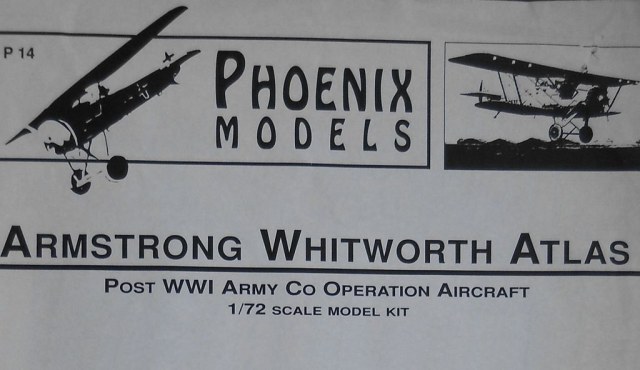 P 14
PHOENIX
MODELS
ARMSTRONG WHITWORTH ATLAS
POST WWI ARMY CO OPERATION AIRCRAFT
1/72 SCALE MODEL KIT